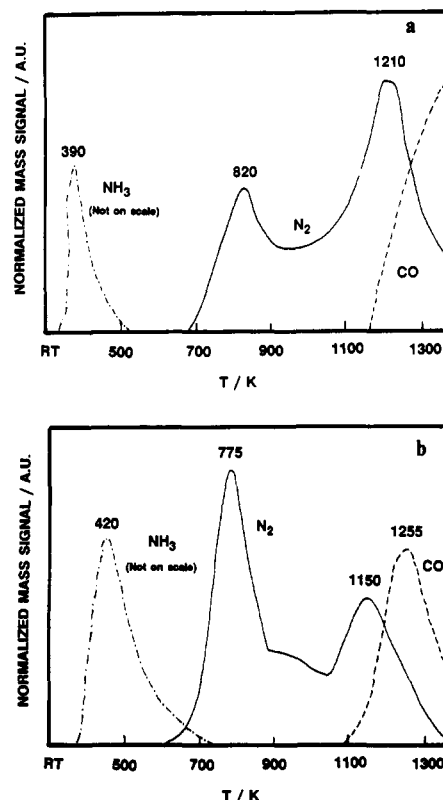 a
NORMALIZED MASS SIGNAL / A.U.
390
NH₃
(Not on scale)
820
N₂
1210
CO
RT 500 700 900 1100 1300
T / K
b
NORMALIZED MASS SIGNAL / A.U.
420
NH₃
(Not on scale)
775
N₂
1150
1255
CO
RT 500 700 900 1100 1300
T / K